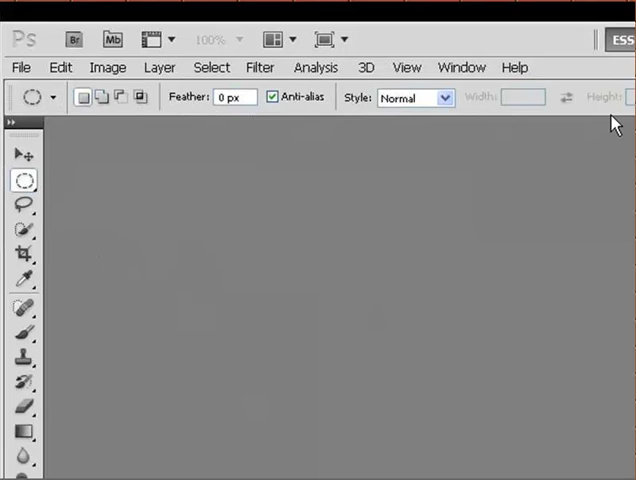 Ps Br Mb 100% ESS
File Edit Image Layer Select Filter Analysis 3D View Window Help
Feather: 0 px Anti-alias Style: Normal Width: Height: